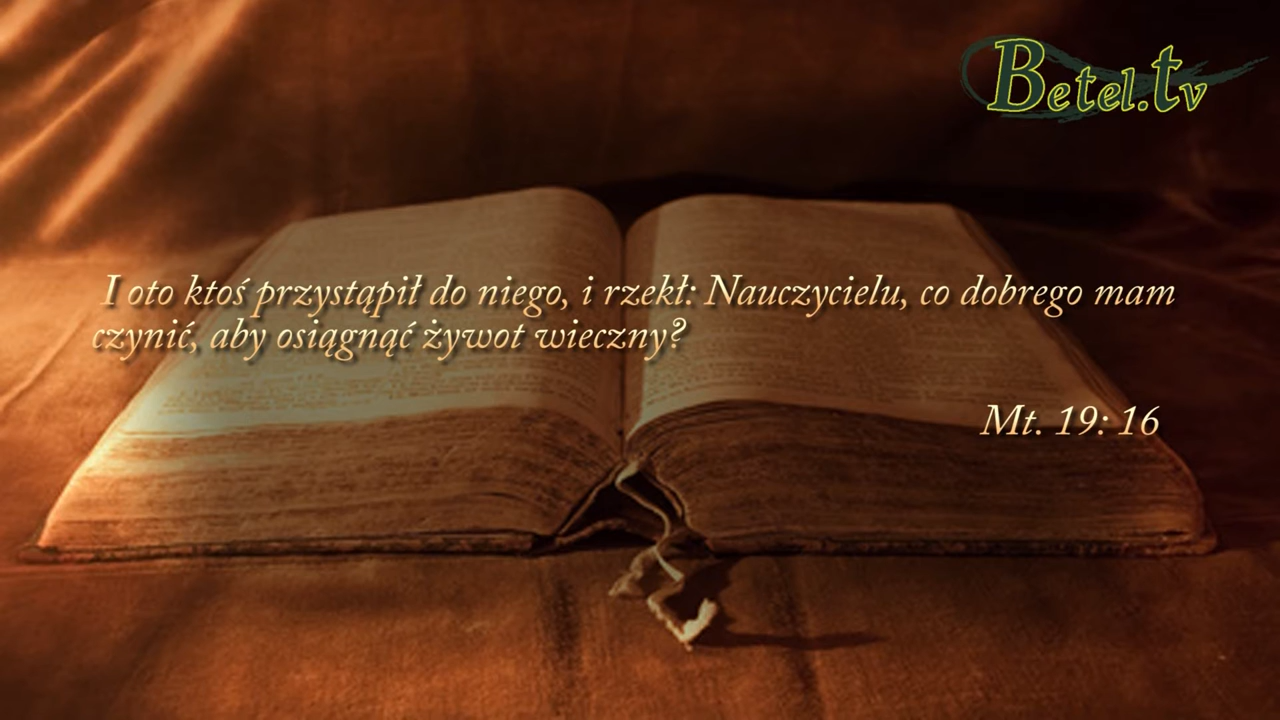 Betel.tv
I oto ktoś przystąpił do niego, i rzekł: Nauczycielu, co dobrego mam
czynić, aby osiągnąć żywot wieczny?
Mt. 19: 16